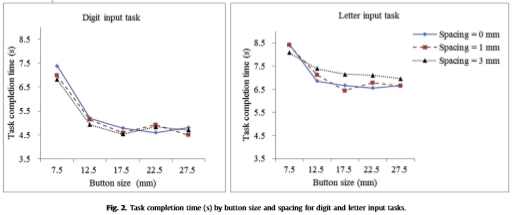 Digit input task
Task completion time (s)
8.5
7.5
6.5
5.5
4.5
3.5
7.5 12.5 17.5 22.5 27.5
Button size (mm)
Letter input task
Task completion time (s)
8.5
7.5
6.5
5.5
4.5
3.5
7.5 12.5 17.5 22.5 27.5
Button size (mm)
Spacing = 0 mm
Spacing = 1 mm
Spacing = 3 mm
Fig. 2. Task completion time (s) by button size and spacing for digit and letter input tasks.